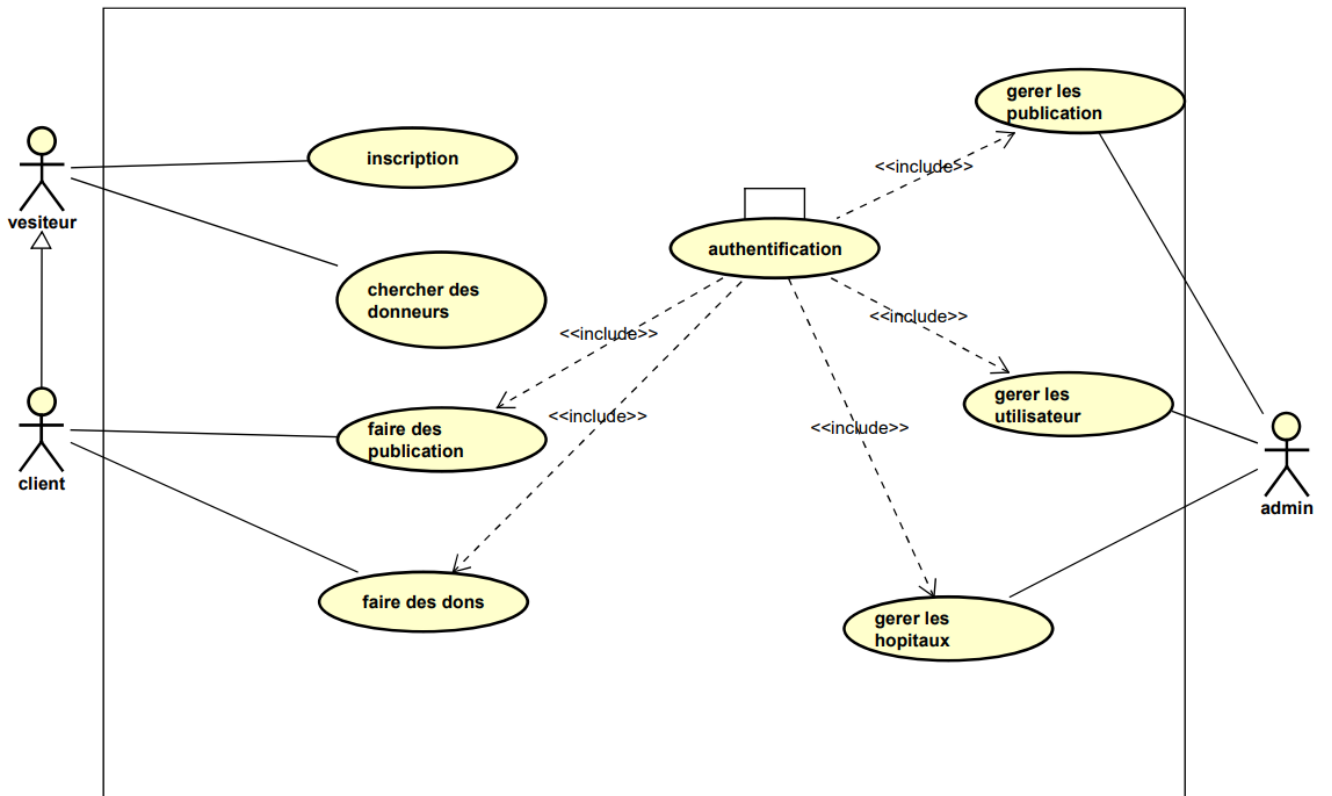 gerer les
publication
inscription
<<include>>
vesiteur
authentification
chercher des
donneurs
<<include>>
<<include>>
gerer les
utilisateur
<<include>>
<<include>>
faire des
publication
client
admin
faire des dons
gerer les
hopitaux